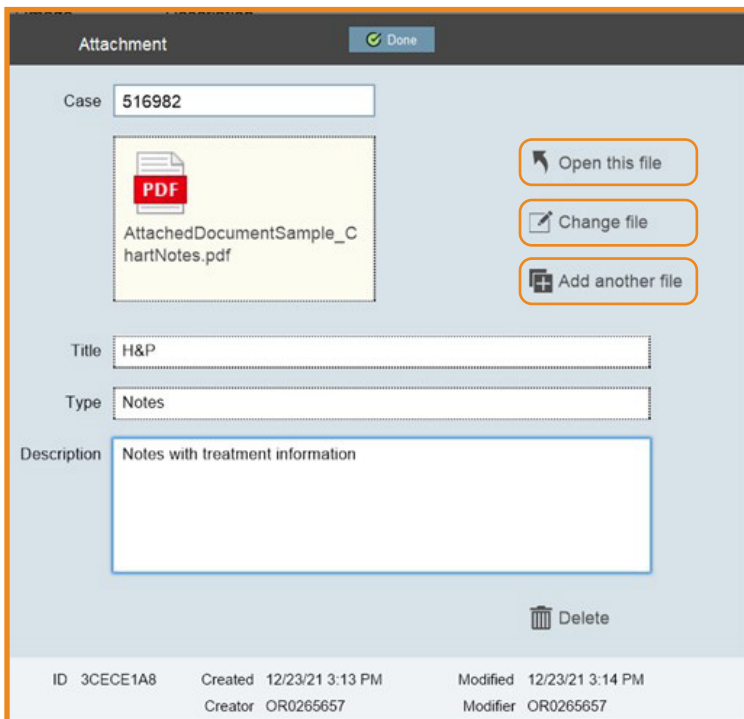 Attachment
Done
Case 516982
PDF
AttachedDocumentSample_C
hartNotes.pdf
Open this file
Change file
Add another file
Title H&P
Type Notes
Description Notes with treatment information
Delete
ID 3CECE1A8 Created 12/23/21 3:13 PM Modified 12/23/21 3:14 PM
Creator OR0265657 Modifier OR0265657